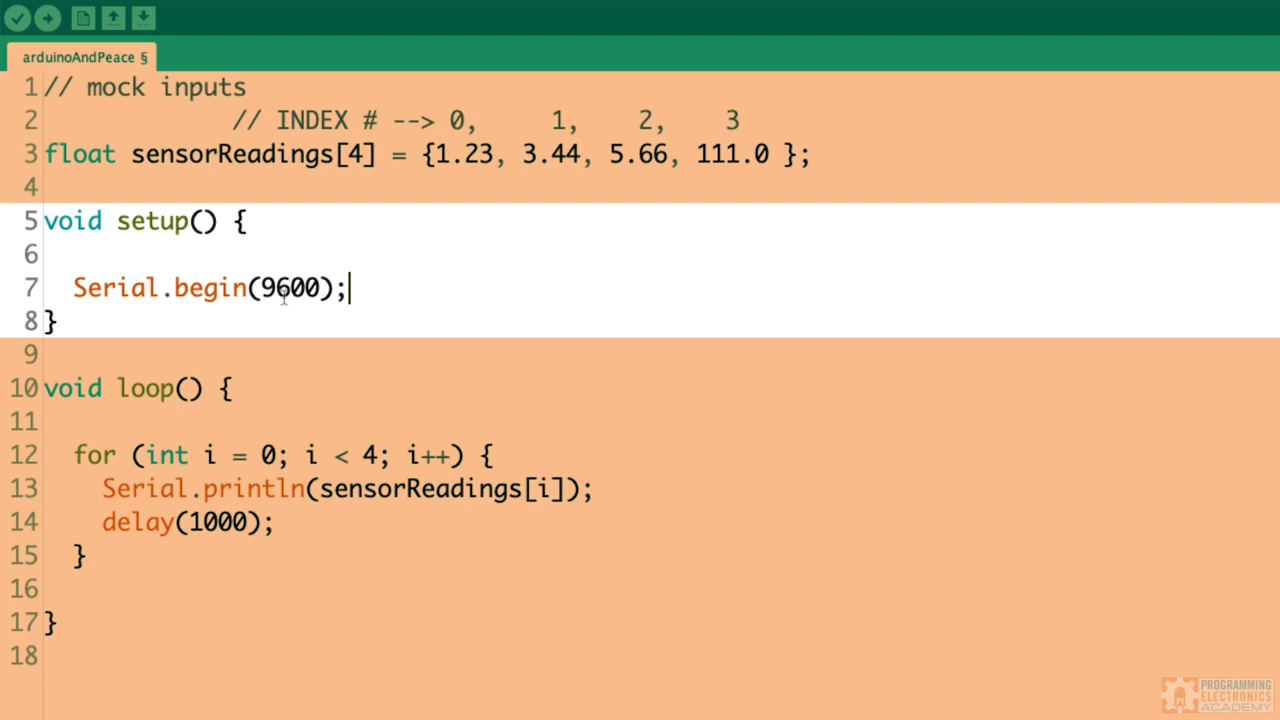 arduinoAndPeace §
1 // mock inputs
2 // INDEX # --> 0, 1, 2, 3
3 float sensorReadings[4] = {1.23, 3.44, 5.66, 111.0 };
4
5 void setup() {
6
7 Serial.begin(9600);
8 }
9
10 void loop() {
11
12 for (int i = 0; i < 4; i++) {
13 Serial.println(sensorReadings[i]);
14 delay(1000);
15 }
16
17 }
18
PROGRAMMING
ELECTRONICS
ACADEMY